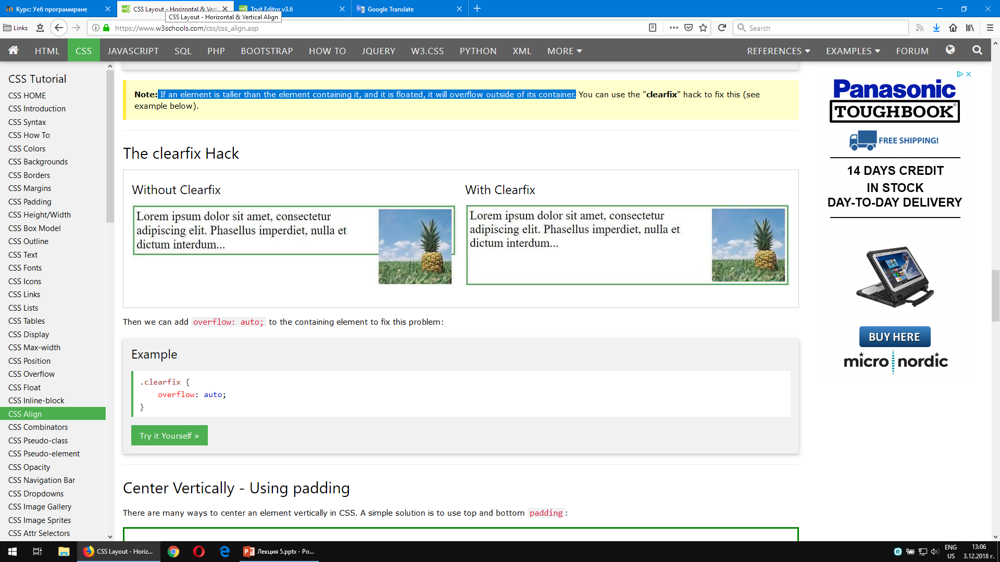 Курс: Уеб програмиране
CSS Layout - Horizontal & Verti
Tryit Editor v3.6
Google Translate
CSS Layout - Horizontal & Vertical Align
Links
https://www.w3schools.com/css/css_align.asp
Search
HTML CSS JAVASCRIPT SQL PHP BOOTSTRAP HOW TO JQUERY W3.CSS PYTHON XML MORE REFERENCES EXAMPLES FORUM
CSS Tutorial
CSS HOME
CSS Introduction
CSS Syntax
CSS How To
CSS Colors
CSS Backgrounds
CSS Borders
CSS Margins
CSS Padding
CSS Height/Width
CSS Box Model
CSS Outline
CSS Text
CSS Fonts
CSS Icons
CSS Links
CSS Lists
CSS Tables
CSS Display
CSS Max-width
CSS Position
CSS Overflow
CSS Float
CSS Inline-block
CSS Align
CSS Combinators
CSS Pseudo-class
CSS Pseudo-element
CSS Opacity
CSS Navigation Bar
CSS Dropdowns
CSS Image Gallery
CSS Image Sprites
CSS Attr Selectors
Note: If an element is taller than the element containing it, and it is floated, it will overflow outside of its container. You can use the "clearfix" hack to fix this (see
example below).
The clearfix Hack
Without Clearfix
Lorem ipsum dolor sit amet, consectetur
adipiscing elit. Phasellus imperdiet, nulla et
dictum interdum...
With Clearfix
Lorem ipsum dolor sit amet, consectetur
adipiscing elit. Phasellus imperdiet, nulla et
dictum interdum...
Then we can add overflow: auto; to the containing element to fix this problem:
Example
.clearfix {
overflow: auto;
}
Try it Yourself »
Center Vertically - Using padding
There are many ways to center an element vertically in CSS. A simple solution is to use top and bottom padding:
Panasonic
TOUGHBOOK®
FREE SHIPPING!
14 DAYS CREDIT
IN STOCK
DAY-TO-DAY DELIVERY
BUY HERE
micro nordic
CSS Layout - Horiz...
Лекция 5.pptx - Po...
ENG
US
13:06
3.12.2018 г.